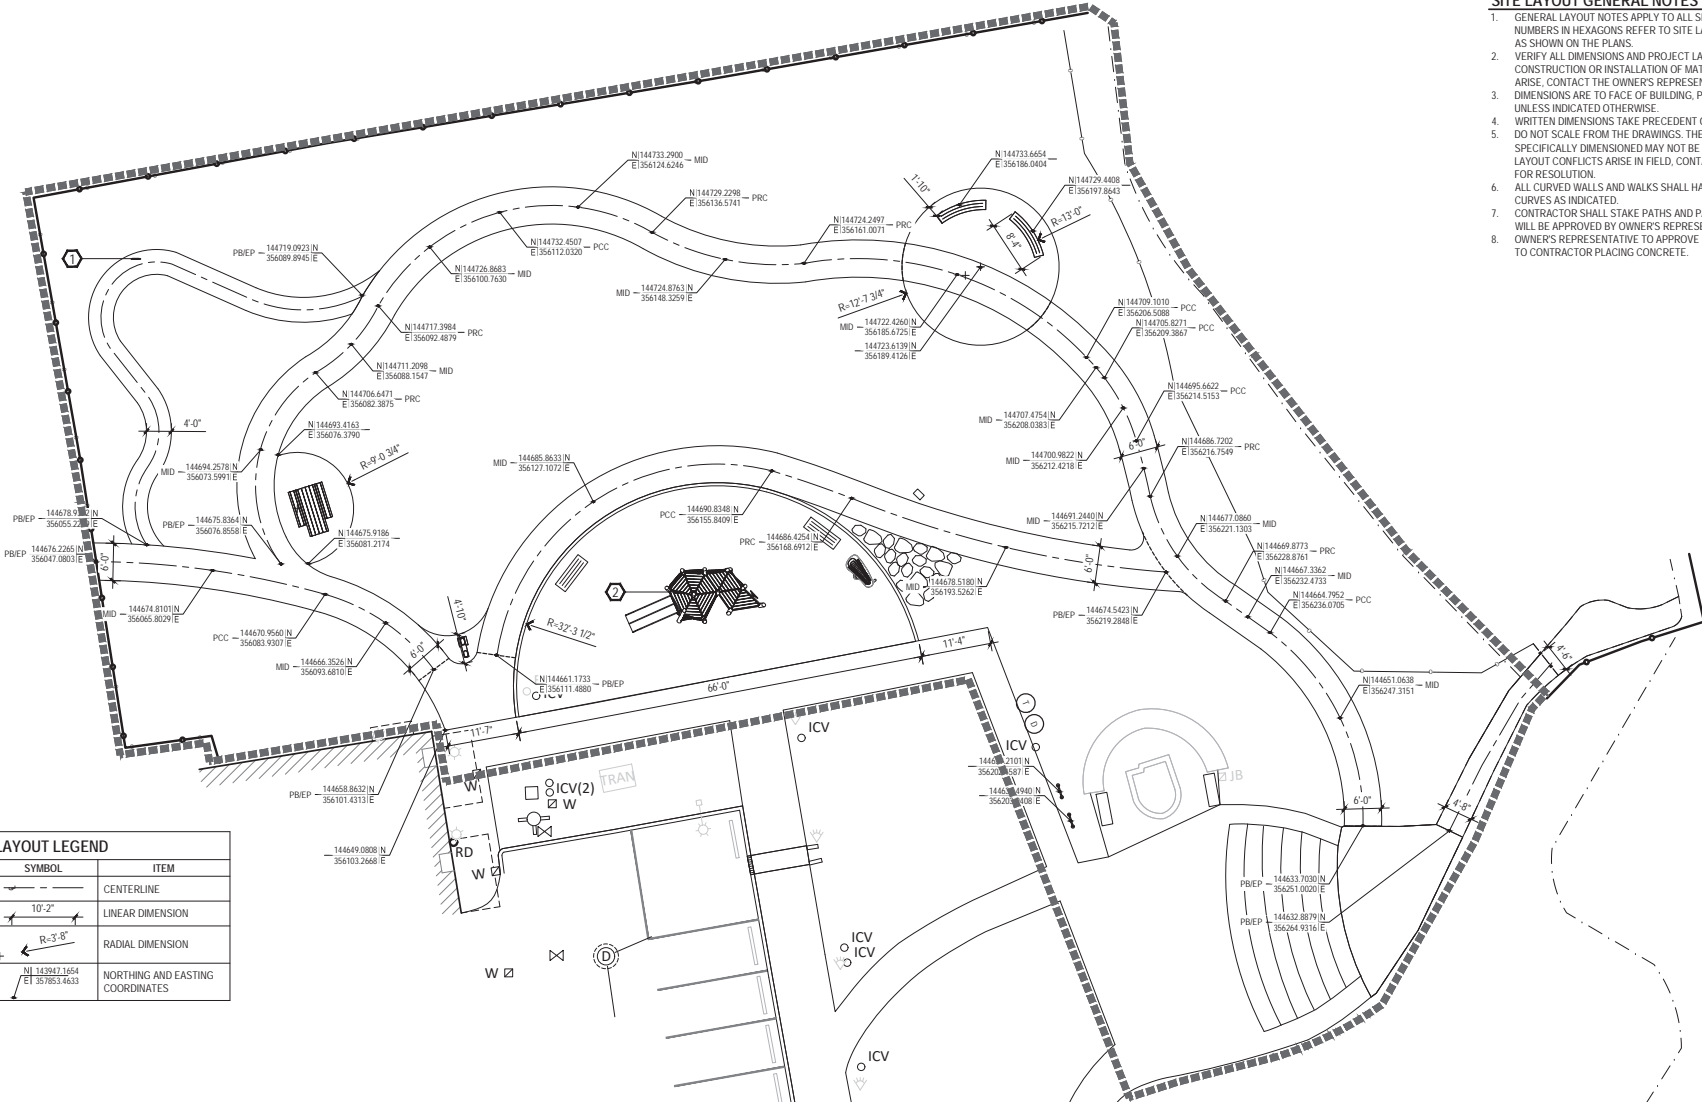 SITE LAYOUT GENERAL NOTES
1. GENERAL LAYOUT NOTES APPLY TO ALL
NUMBERS IN HEXAGONS REFER TO SITE
AS SHOWN ON THE PLANS.
2. VERIFY ALL DIMENSIONS AND PROJECT
CONSTRUCTION OR INSTALLATION OF
ARISE, CONTACT THE OWNER'S
3. DIMENSIONS ARE TO FACE OF BUILDING,
UNLESS INDICATED OTHERWISE.
4. WRITTEN DIMENSIONS TAKE PRECEDENT
5. DO NOT SCALE FROM THE DRAWINGS.
SPECIFICALLY DIMENSIONED MAY NOT BE
LAYOUT CONFLICTS ARISE IN FIELD,
FOR RESOLUTION.
6. ALL CURVED WALLS AND WALKS SHALL
CURVES AS INDICATED.
7. CONTRACTOR SHALL STAKE PATHS AND
WILL BE APPROVED BY OWNER'S
8. OWNER'S REPRESENTATIVE TO APPROVE
TO CONTRACTOR PLACING CONCRETE.
N 144733.2900
E 356124.6246
MID
N 144733.6654
E 356186.0404
1'-10"
N 144729.4408
E 356197.8643
N 144729.2298
E 356136.5741
PRC
R=13'-0"
8'-4"
N 144724.2497
E 356161.0071
PRC
N 144732.4507
E 356112.0320
PCC
PB/EP
144719.0923 N
356089.8945 E
1
N 144726.8683
E 356100.7630
MID
MID
144724.8763 N
356148.3259 E
R=12'-7 3/4"
N 144709.1010
E 356206.5088
PCC
N 144705.8271
E 356209.3867
PCC
MID
144722.4260 N
356185.6725 E
144723.6139 N
356189.4126 E
N 144717.3984
E 356092.4879
PRC
N 144711.2098
E 356088.1547
MID
N 144706.6471
E 356082.3875
PRC
N 144695.6622
E 356214.5153
PCC
MID
144707.4754 N
356208.0383 E
4'-0"
N 144693.4163
E 356076.3790
R=9'-0 3/4"
6'-0"
N 144686.7202
E 356216.7549
PRC
MID
144700.9822 N
356212.4218 E
MID
144694.2578 N
356073.5991 E
MID
144685.8633 N
356127.1072 E
PCC
144690.8348 N
356155.8409 E
MID
144691.2440 N
356215.7212 E
PB/EP
PB/EP
144675.8364 N
356076.8558 E
N 144675.9186
E 356081.2174
PRC
144686.4254 N
356168.6912 E
N 144677.0860
E 356221.1303
MID
PB/EP
144676.2265 N
356047.0803 E
6'-0"
N 144669.8773
E 356228.8761
PRC
N 144667.3362
E 356232.4733
MID
MID
144678.5180 N
356193.5262 E
6'-0"
N 144664.7952
E 356236.0705
PCC
2
MID
144674.8101 N
356065.8029 E
4'-10"
PB/EP
144674.5423 N
356219.2848 E
PCC
144670.9560 N
356083.9307 E
R=32'-3 1/2"
6'-0"
MID
144666.3526 N
356093.6810 E
11'-4"
4'-6"
N 144661.1733
E 356111.4880
PB/EP
66'-0"
N 144651.0638
E 356247.3151
MID
11'-7"
T
D
ICV
ICV
TRAN
ICV(2)
W
W
JB
PB/EP
144658.8632 N
356101.4313 E
6'-0"
4'-8"
144649.0808 N
356103.2668 E
RD
W
LAYOUT LEGEND
SYMBOL ITEM
CENTERLINE
10'-2"
LINEAR DIMENSION
R=3'-8"
RADIAL DIMENSION
N 143947.1654
E 357853.4633
NORTHING AND EASTING
COORDINATES
PB/EP
144633.7030 N
356251.0020 E
PB/EP
144632.8879 N
356264.9316 E
ICV
ICV
D
W
ICV